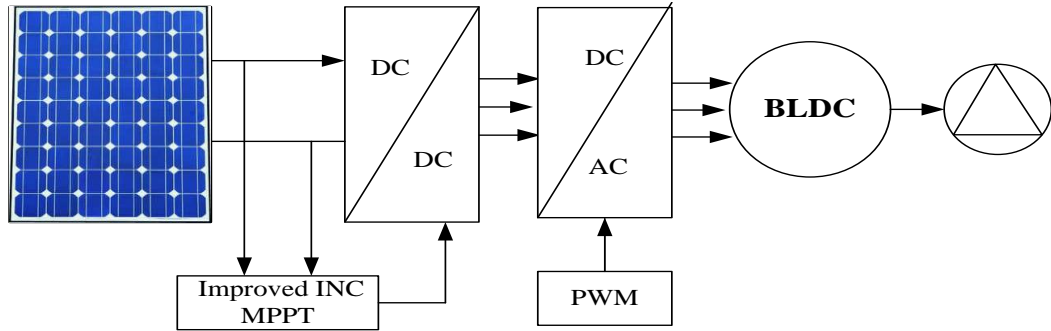 DC
DC
DC
AC
BLDC
Improved INC
MPPT
PWM